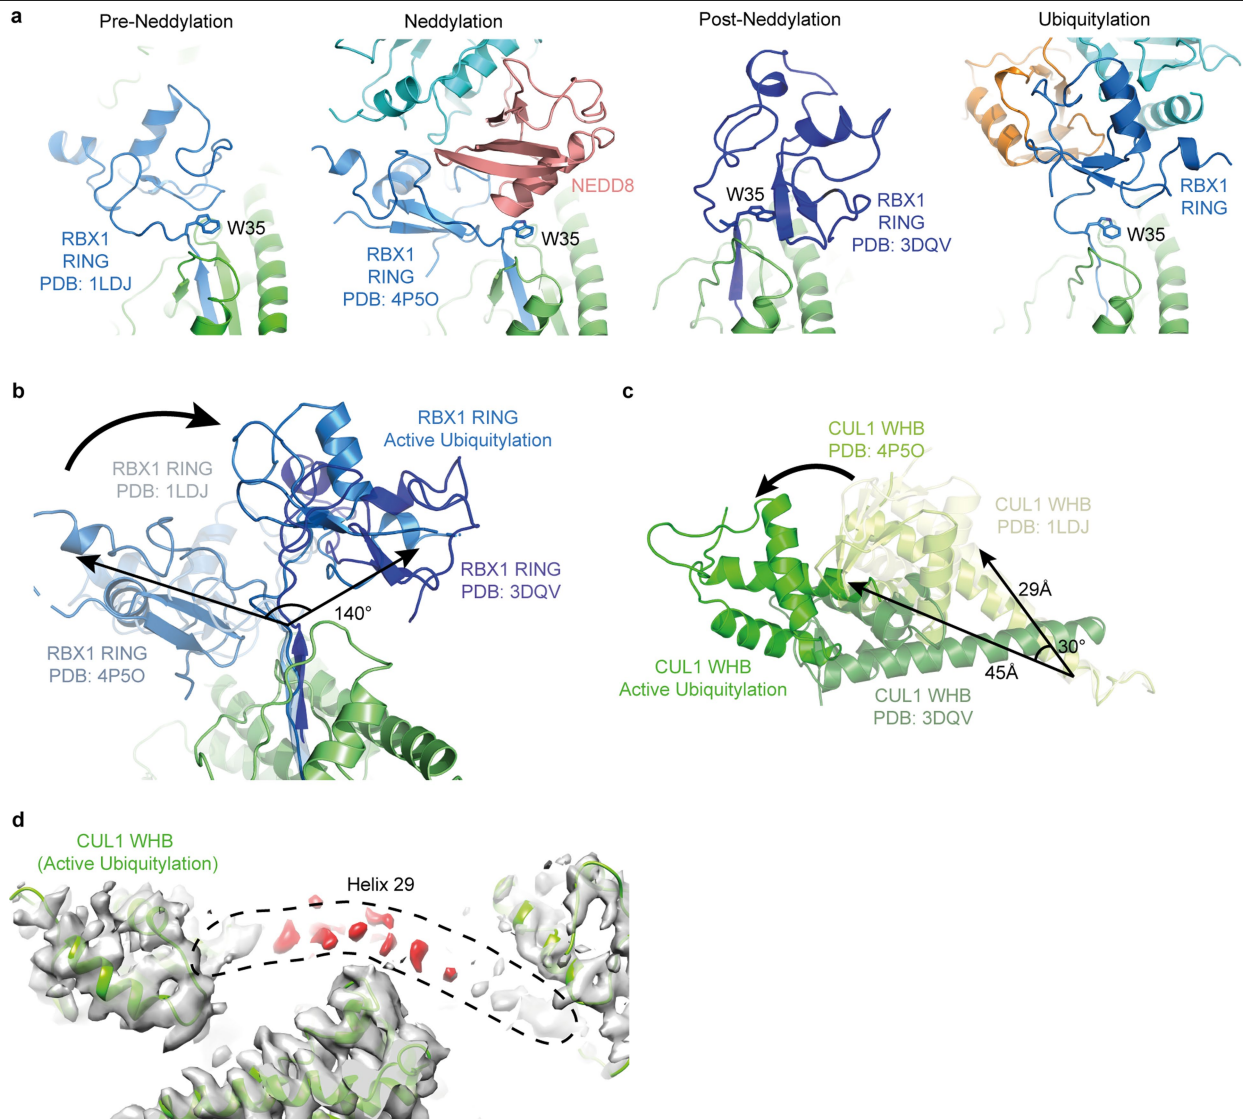 a
Pre-Neddylation
Neddylation
Post-Neddylation
Ubiquitylation
W35
RBX1
RING
PDB: 1LDJ
NEDD8
W35
RBX1
RING
PDB: 4P5O
W35
RBX1
RING
PDB: 3DQV
RBX1
RING
W35
b
RBX1 RING
Active Ubiquitylation
RBX1 RING
PDB: 1LDJ
RBX1 RING
PDB: 3DQV
140°
RBX1 RING
PDB: 4P5O
c
CUL1 WHB
PDB: 4P5O
CUL1 WHB
PDB: 1LDJ
29Å
30°
45Å
CUL1 WHB
Active Ubiquitylation
CUL1 WHB
PDB: 3DQV
d
CUL1 WHB
(Active Ubiquitylation)
Helix 29